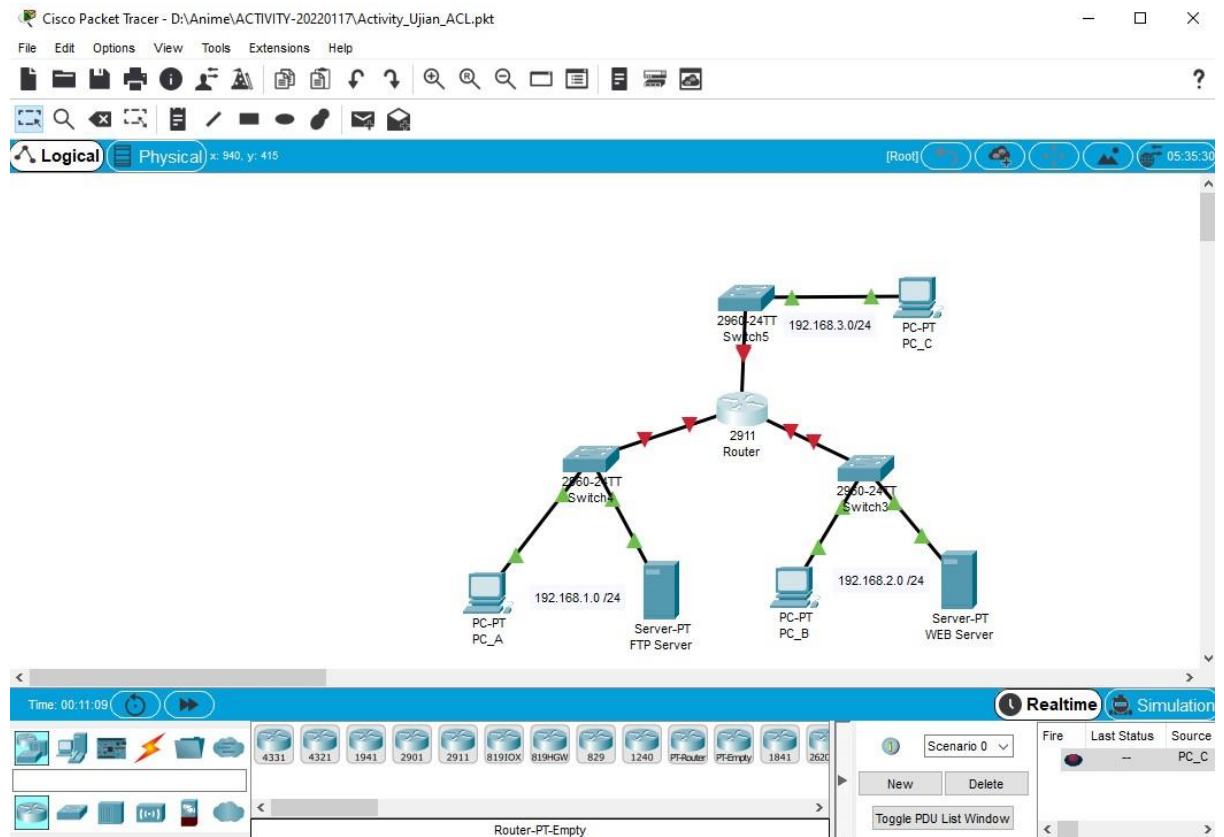 Cisco Packet Tracer - D:\Anime\ACTIVITY-20220117\Activity_Ujian_ACL.pkt
File Edit Options View Tools Extensions Help
?
Logical Physical x: 940, y: 415 [Root] 05:35:30
2960-24TT
Switch5
192.168.3.0/24
PC-PT
PC_C
2911
Router
2960-24TT
Switch4
2960-24TT
Switch3
192.168.1.0 /24
PC-PT
PC_A
Server-PT
FTP Server
192.168.2.0 /24
PC-PT
PC_B
Server-PT
WEB Server
Time: 00:11:09 Realtime Simulation
4331 4321 1941 2901 2911 819IOX 819HGW 829 1240 PT-Router PT-Empty 1841 262
Scenario 0
New Delete
Toggle PDU List Window
Fire Last Status Source
-- PC_C
Router-PT-Empty